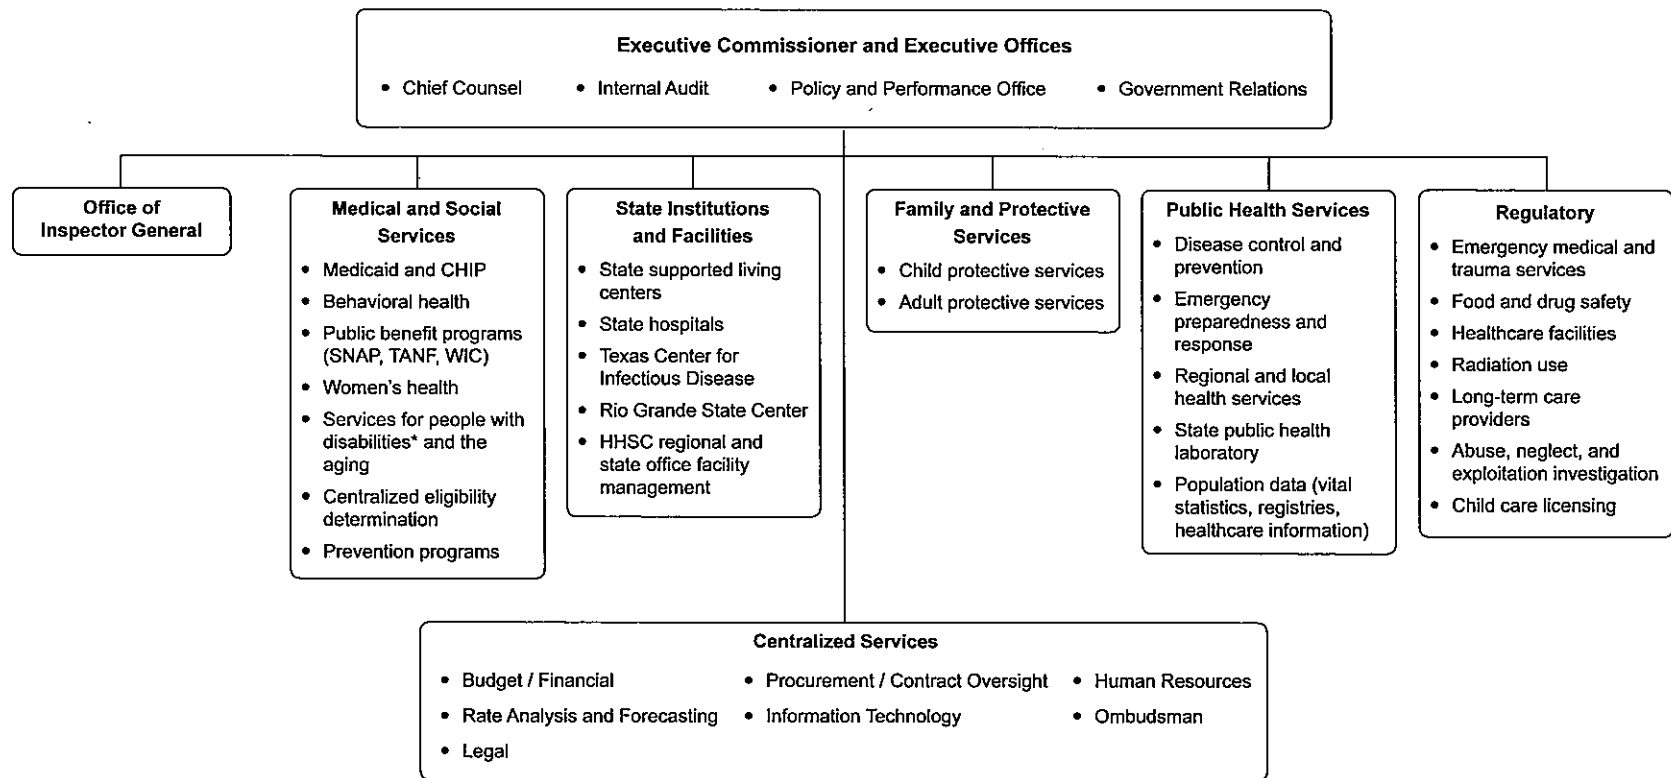 Executive Commissioner and Executive Offices
• Chief Counsel • Internal Audit • Policy and Performance Office • Government Relations
Office of
Inspector General
Medical and Social
Services
• Medicaid and CHIP
• Behavioral health
• Public benefit programs
(SNAP, TANF, WIC)
• Women's health
• Services for people with
disabilities* and the
aging
• Centralized eligibility
determination
• Prevention programs
State Institutions
and Facilities
• State supported living
centers
• State hospitals
• Texas Center for
Infectious Disease
• Rio Grande State Center
• HHSC regional and
state office facility
management
Family and Protective
Services
• Child protective services
• Adult protective services
Public Health Services
• Disease control and
prevention
• Emergency
preparedness and
response
• Regional and local
health services
• State public health
laboratory
• Population data (vital
statistics, registries,
healthcare information)
Regulatory
• Emergency medical and
trauma services
• Food and drug safety
• Healthcare facilities
• Radiation use
• Long-term care
providers
• Abuse, neglect, and
exploitation investigation
• Child care licensing
Centralized Services
• Budget / Financial • Procurement / Contract Oversight • Human Resources
• Rate Analysis and Forecasting • Information Technology • Ombudsman
• Legal